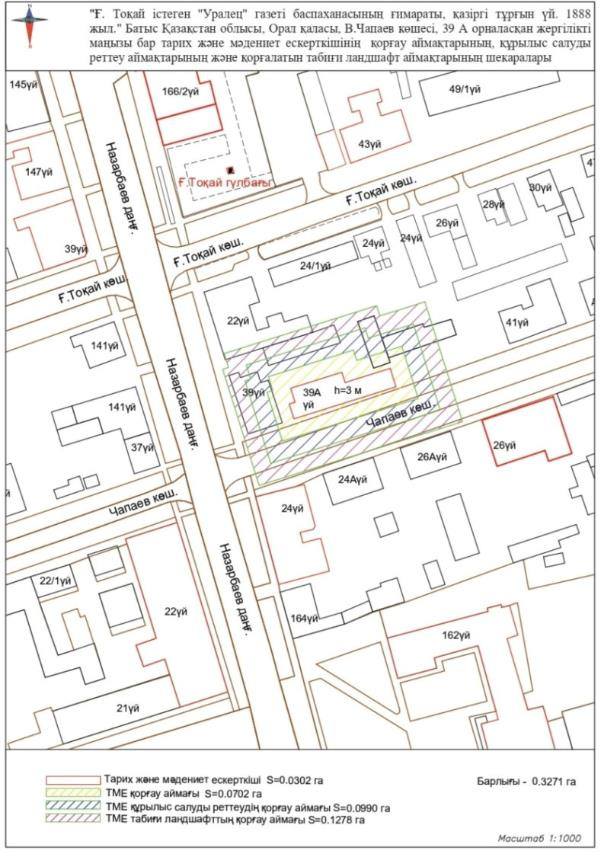 "Ғ. Тоқай істеген "Уралец" газеті баспаханасының ғимараты, қазіргі тұрғын үй. 1888
жыл." Батыс Қазақстан облысы, Орал қаласы, В.Чапаев көшесі, 39 А орналасқан жергілікті
маңызы бар тарих және мәдениет ескерткішінің қорғау аймақтарының, құрылыс салуды
реттеу аймақтарының және қорғалатын табиғи ландшафт аймақтарының шекаралары
145үй
166/2үй
49/1үй
43үй
147үй
Назарбаев даңғ.
Ғ.Тоқай гүлбағы
Ғ.Тоқай көш.
30үй
28үй
26үй
39үй
Ғ.Тоқай көш.
24үй
24үй
24/1үй
Ғ.Тоқай көш.
22үй
41үй
141үй
Назарбаев даңғ.
39үй
39А
үй
h=3 м
141үй
Чапаев көш.
37үй
26үй
26Аүй
24Аүй
Чапаев көш.
24үй
Назарбаев даңғ.
22/1үй
22үй
164үй
162үй
21үй
Тарих және мәдениет ескерткіші S=0.0302 га
Барлығы - 0.3271 га
ТМЕ қорғау аймағы S=0.0702 га
ТМЕ құрылыс салуды реттеудің қорғау аймағы S=0.0990 га
ТМЕ табиғи ландшафттың қорғау аймағы S=0.1278 га
Масштаб 1:1000